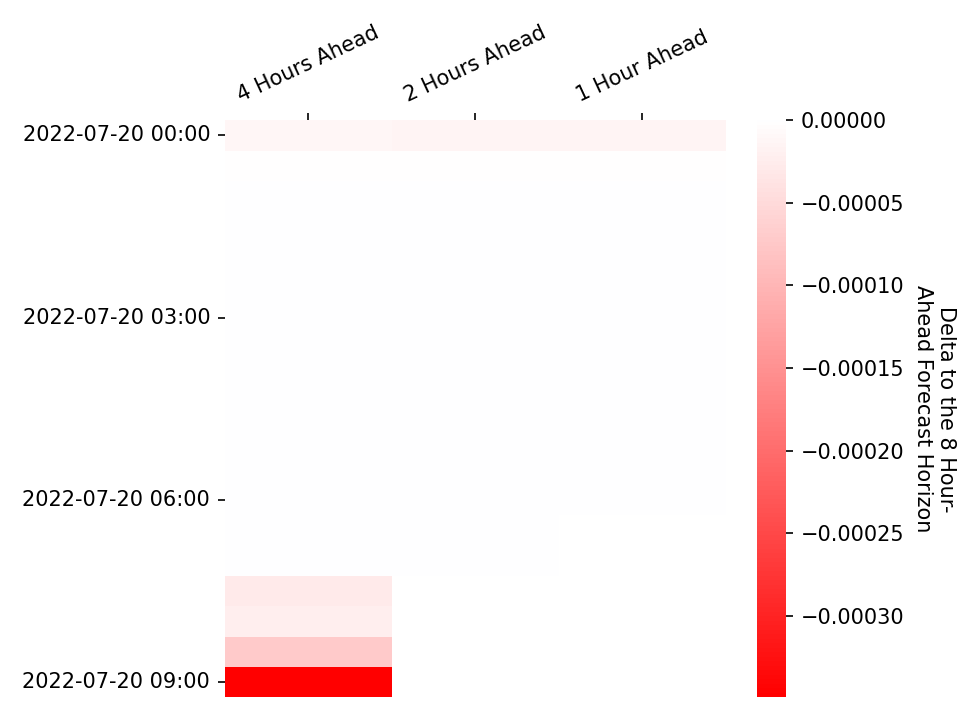 4 Hours Ahead
2 Hours Ahead
1 Hour Ahead
2022-07-20 00:00
2022-07-20 03:00
2022-07-20 06:00
2022-07-20 09:00
0.00000
−0.00005
−0.00010
−0.00015
−0.00020
−0.00025
−0.00030
Delta to the 8 Hour-
Ahead Forecast Horizon